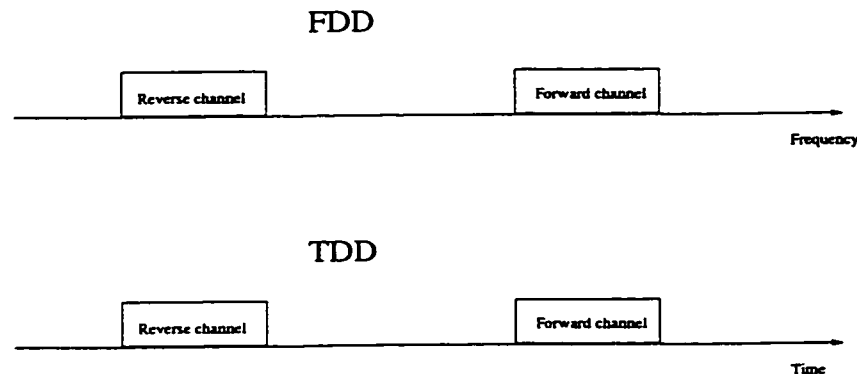 FDD
Reverse channel
Forward channel
Frequency
TDD
Reverse channel
Forward channel
Time